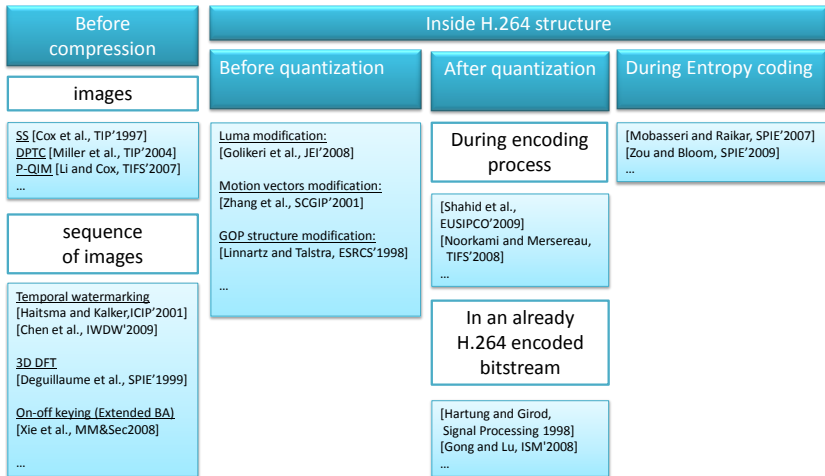 Before
compression
images
SS [Cox et al., TIP'1997]
DPTC [Miller et al., TIP'2004]
P-QIM [Li and Cox, TIFS'2007]
…
sequence
of images
Temporal watermarking
[Haitsma and Kalker,ICIP'2001]
[Chen et al., IWDW'2009]
3D DFT
[Deguillaume et al., SPIE'1999]
On-off keying (Extended BA)
[Xie et al., MM&Sec2008]
…
Inside H.264 structure
Before quantization
Luma modification:
[Golikeri et al., JEI'2008]
Motion vectors modification:
[Zhang et al., SCGIP'2001]
GOP structure modification:
[Linnartz and Talstra, ESRCS'1998]
…
After quantization
During encoding
process
[Shahid et al.,
EUSIPCO'2009]
[Noorkami and Mersereau,
TIFS'2008]
…
In an already
H.264 encoded
bitstream
[Hartung and Girod,
Signal Processing 1998]
[Gong and Lu, ISM'2008]
…
During Entropy coding
[Mobasseri and Raikar, SPIE'2007]
[Zou and Bloom, SPIE'2009]
…